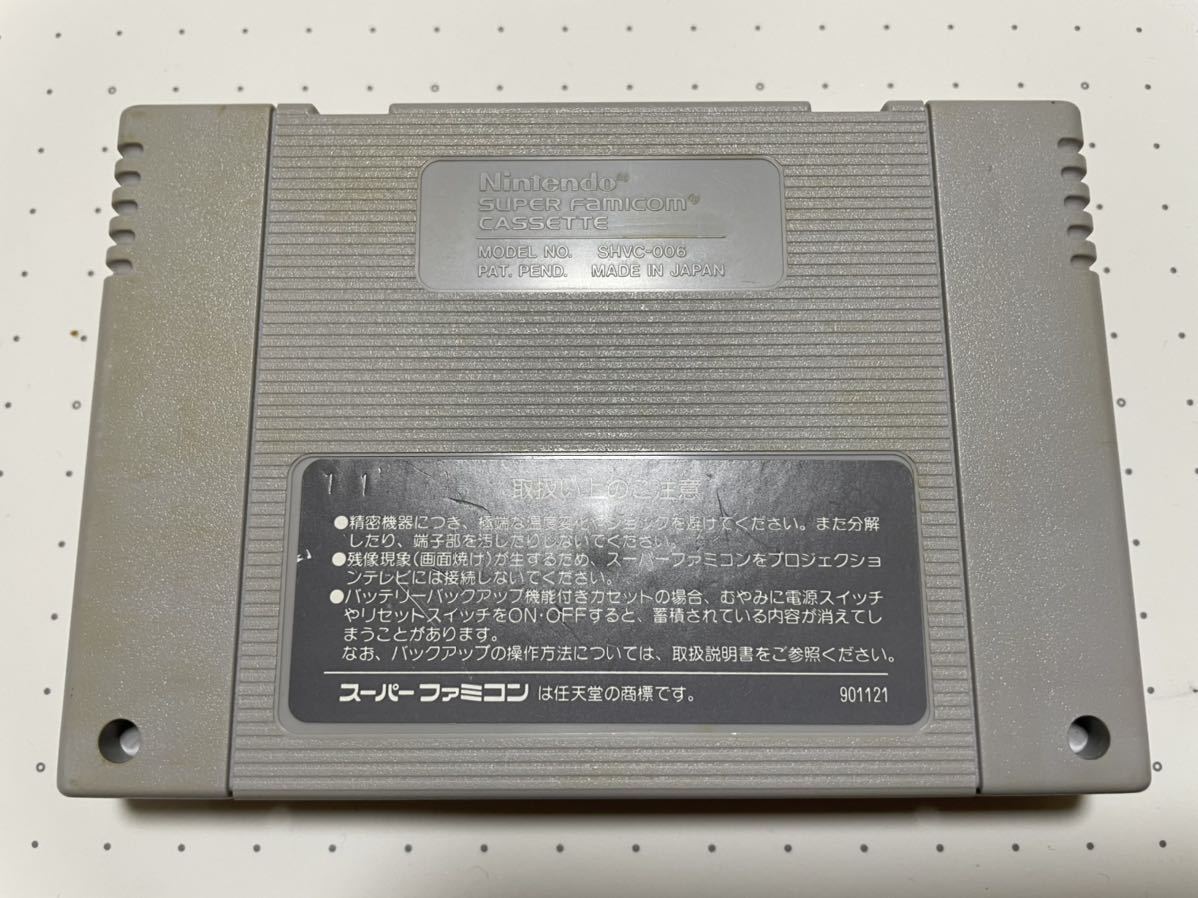 Nintendo®
SUPER FAMICOM®
CASSETTE
MODEL NO. SHVC-006
PAT. PEND. MADE IN JAPAN
11
取扱い上のご注意
●精密機器につき、極端な温度変化やショックを避けてください。また分解
したり、端子部を汚したりしないでください。
●残像現象(画面焼け)が生ずるため、スーパーファミコンをプロジェクショ
ンテレビには接続しないでください。
●バッテリーバックアップ機能付きカセットの場合、むやみに電源スイッチ
やリセットスイッチをON・OFFすると、蓄積されている内容が消えてし
まうことがあります。
なお、バックアップの操作方法については、取扱説明書をご参照ください。
スーパーファミコンは任天堂の商標です。 901121